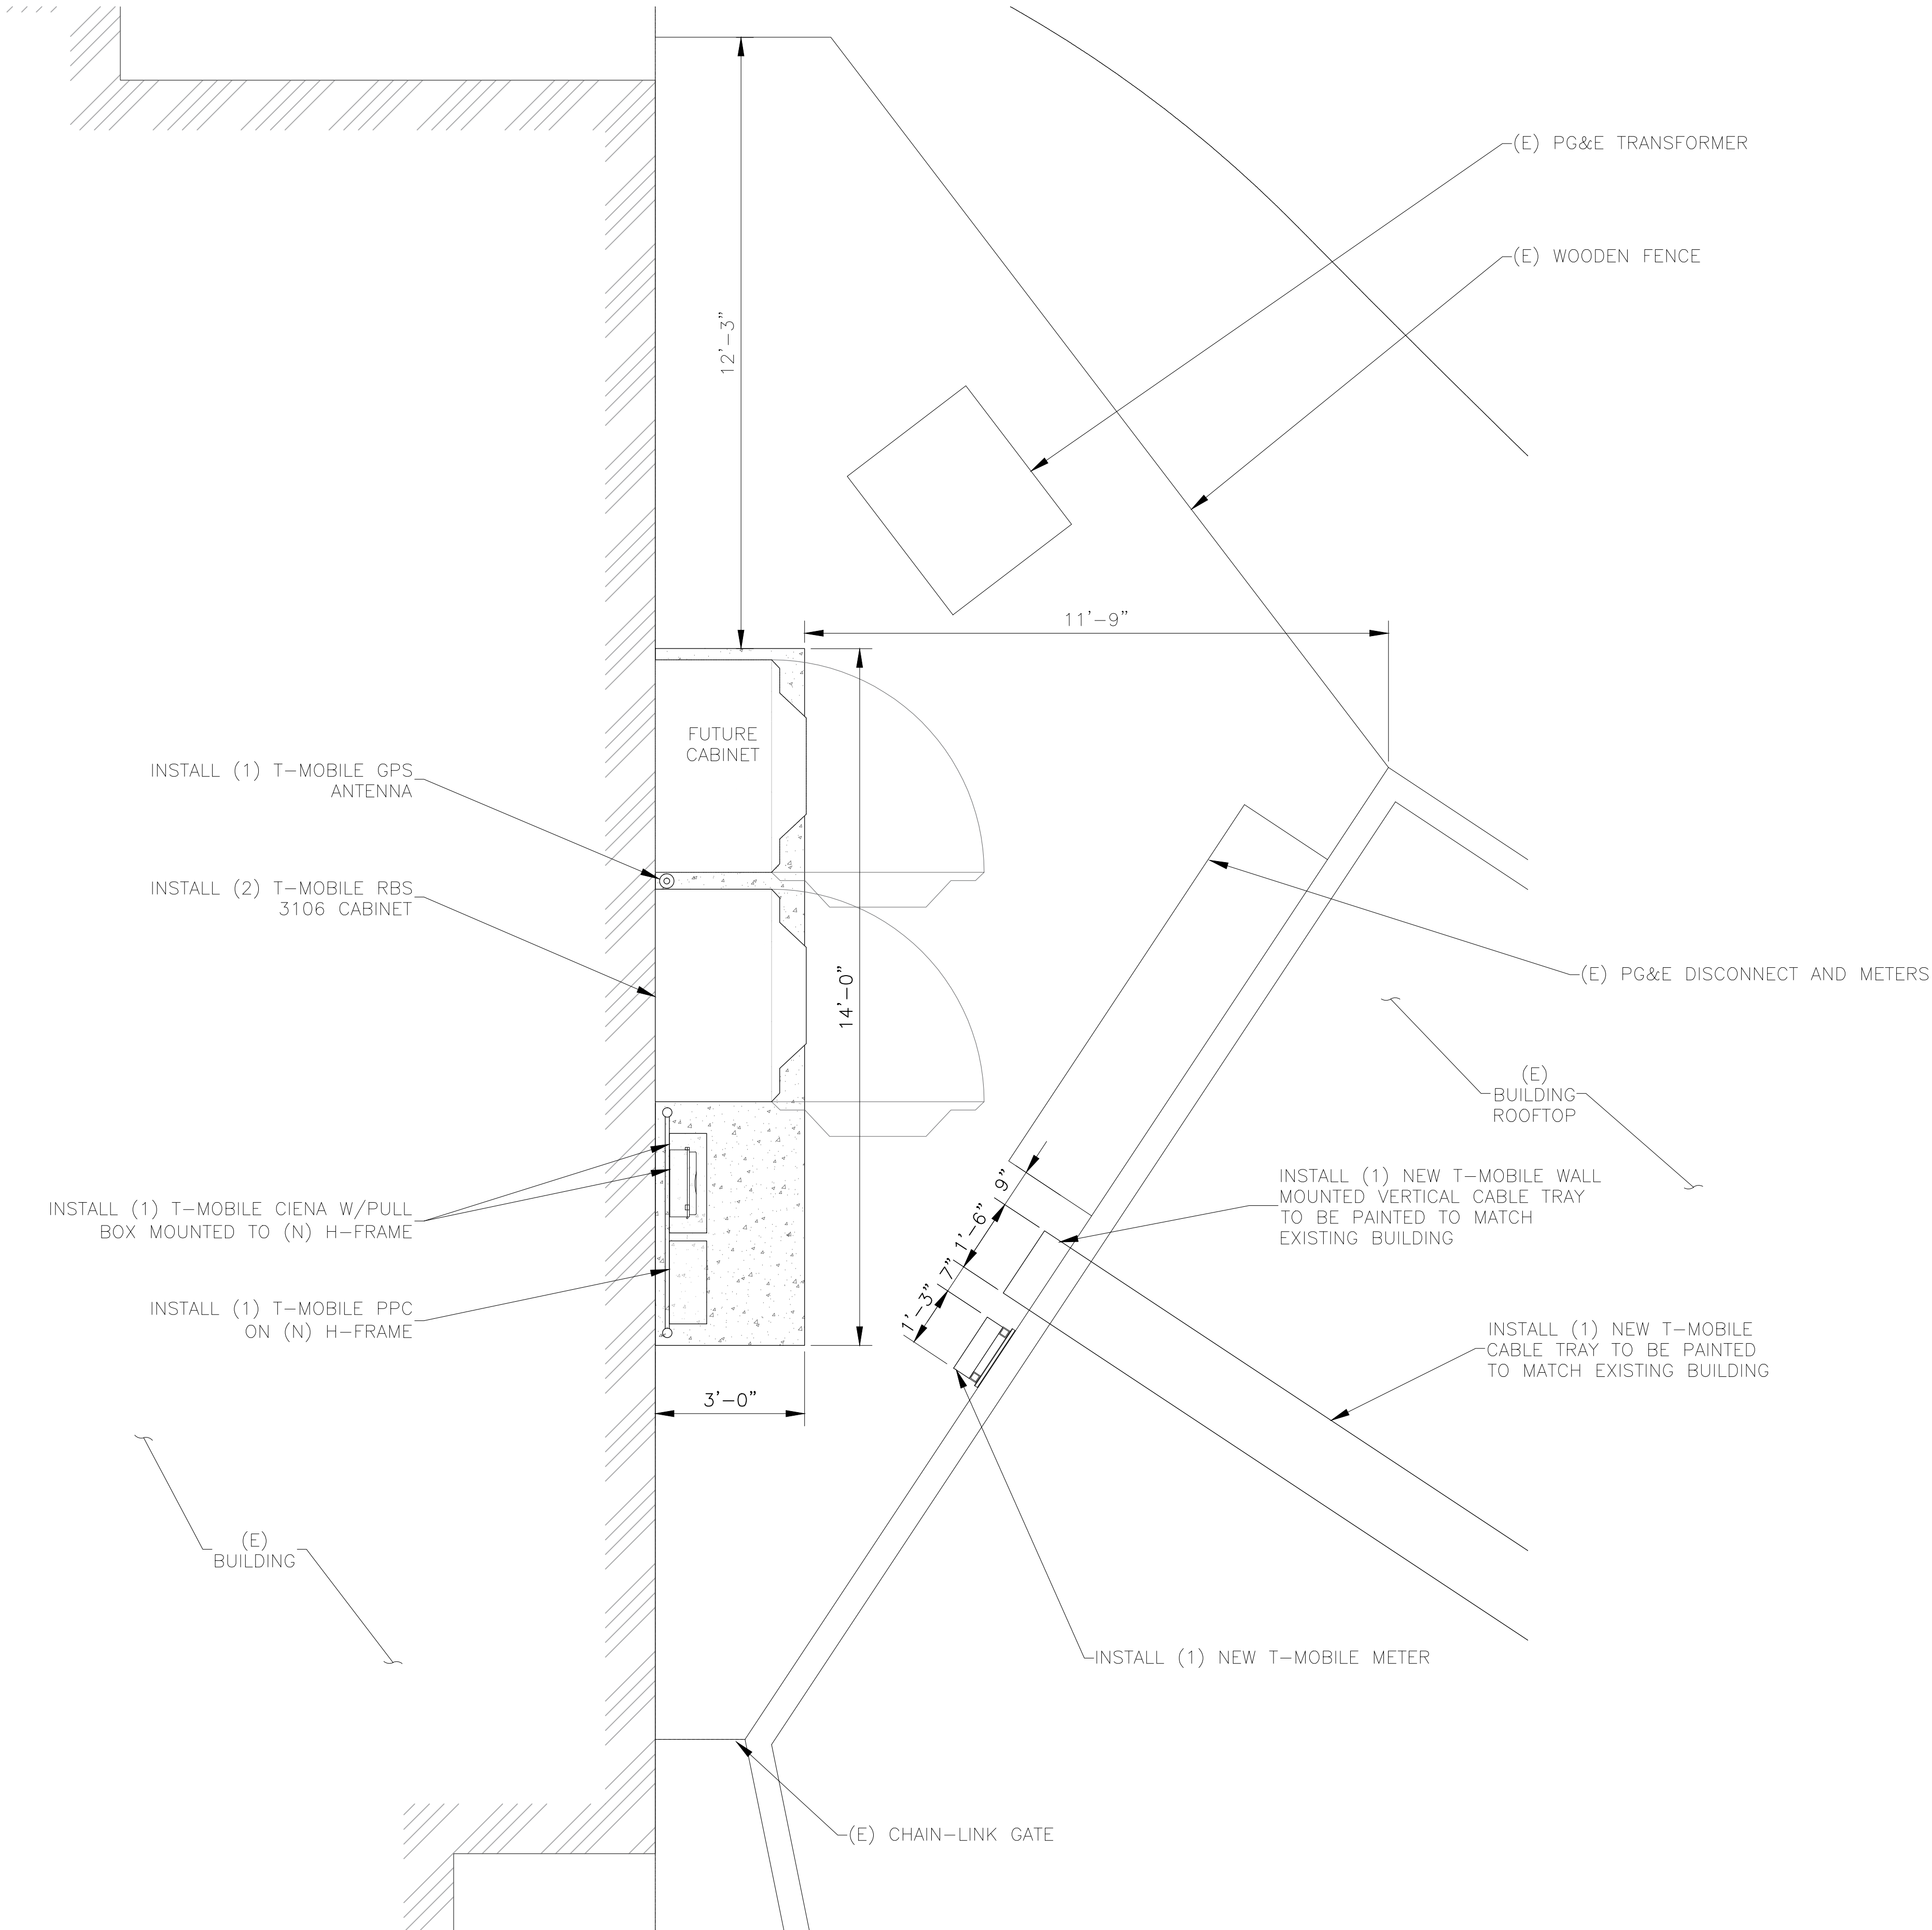 (E) PG&E TRANSFORMER
(E) WOODEN FENCE
12'-3"
11'-9"
FUTURE
CABINET
INSTALL (1) T-MOBILE GPS
ANTENNA
INSTALL (2) T-MOBILE RBS
3106 CABINET
14'-0"
(E) PG&E DISCONNECT AND METERS
(E)
BUILDING
ROOFTOP
INSTALL (1) T-MOBILE CIENA W/PULL
BOX MOUNTED TO (N) H-FRAME
9"
1'-6"
7"
1'-3"
INSTALL (1) NEW T-MOBILE WALL
MOUNTED VERTICAL CABLE TRAY
TO BE PAINTED TO MATCH
EXISTING BUILDING
INSTALL (1) T-MOBILE PPC
ON (N) H-FRAME
INSTALL (1) NEW T-MOBILE
CABLE TRAY TO BE PAINTED
TO MATCH EXISTING BUILDING
3'-0"
(E)
BUILDING
INSTALL (1) NEW T-MOBILE METER
(E) CHAIN-LINK GATE